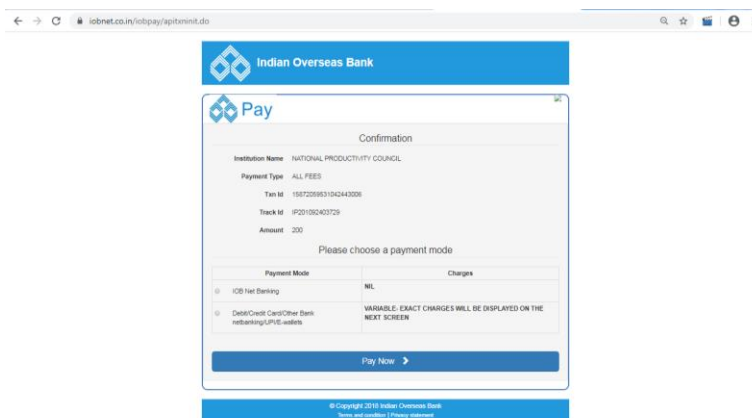 iobnet.co.in/iobpay/apitxninit.do
Indian Overseas Bank
Pay
Confirmation
Institution Name NATIONAL PRODUCTIVITY COUNCIL
Payment Type ALL FEES
Txn Id 15872059531042443006
Track Id IP201092403729
Amount 200
Please choose a payment mode
Payment Mode Charges
IOB Net Banking NIL
Debit/Credit Card/Other Bank VARIABLE- EXACT CHARGES WILL BE DISPLAYED ON THE
netbanking/UPI/E-wallets NEXT SCREEN
Pay Now
© Copyright 2018 Indian Overseas Bank
Terms and condition | Privacy statement